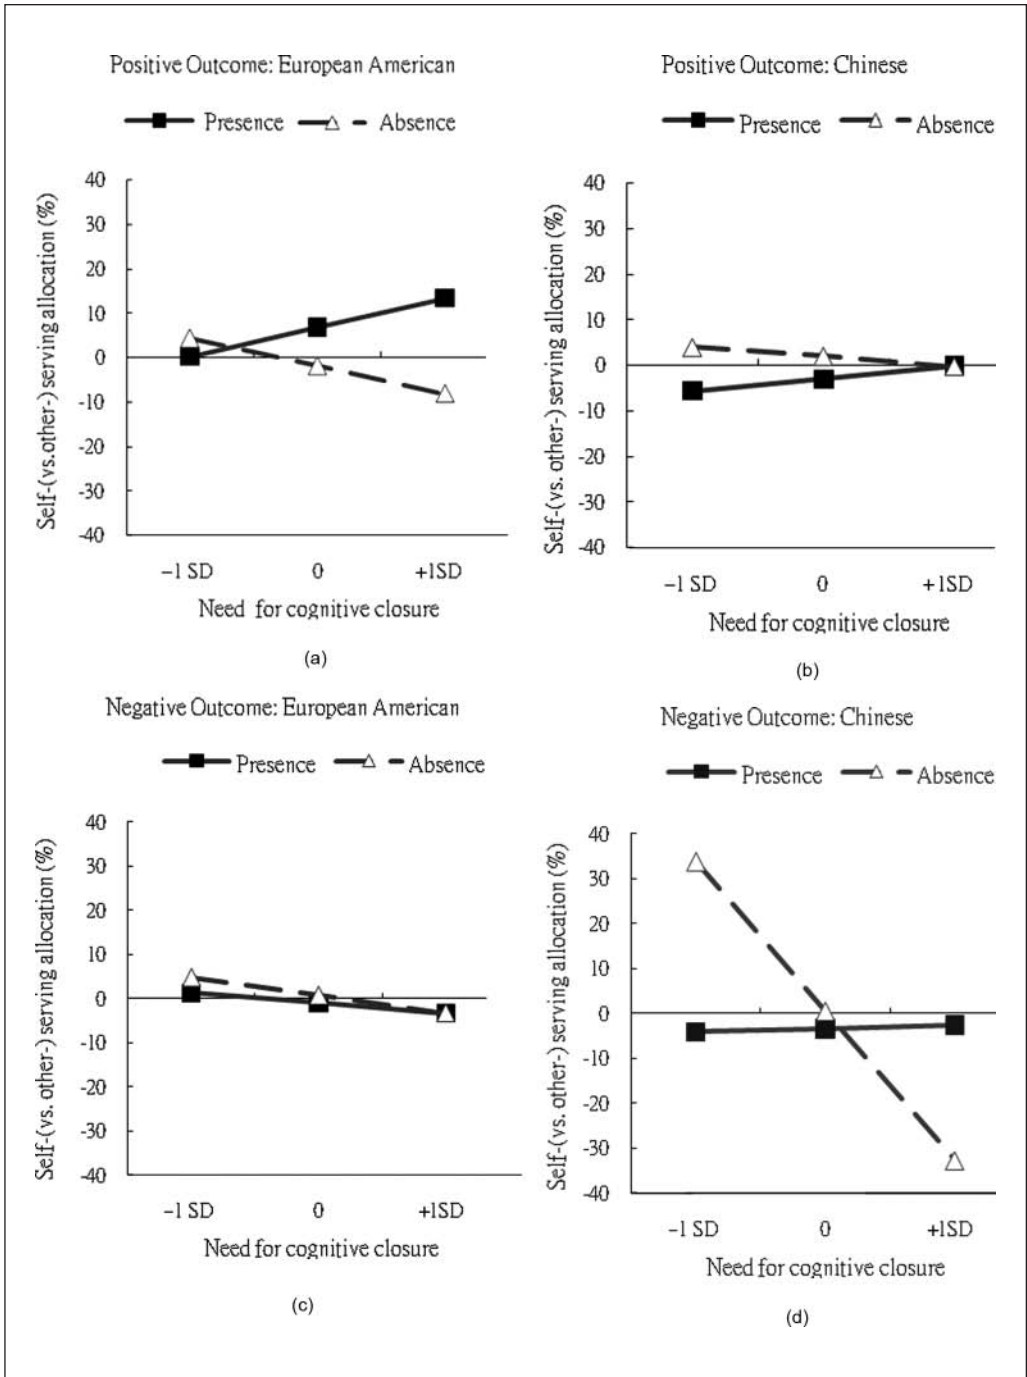 Positive Outcome: European American
Presence
Absence
Self-(vs.other-) serving allocation (%)
40
30
20
10
0
-10
-20
-30
-40
–1 SD 0 +1SD
Need for cognitive closure
(a)
Positive Outcome: Chinese
Presence
Absence
Self-(vs. other-) serving allocation (%)
40
30
20
10
0
-10
-20
-30
-40
–1 SD 0 +1SD
Need for cognitive closure
(b)
Negative Outcome: European American
Presence
Absence
Self-(vs. other-) serving allocation (%)
40
30
20
10
0
-10
-20
-30
-40
–1 SD 0 +1SD
Need for cognitive closure
(c)
Negative Outcome: Chinese
Presence
Absence
Self-(vs. other-) serving allocation (%)
40
30
20
10
0
-10
-20
-30
-40
–1 SD 0 +1SD
Need for cognitive closure
(d)